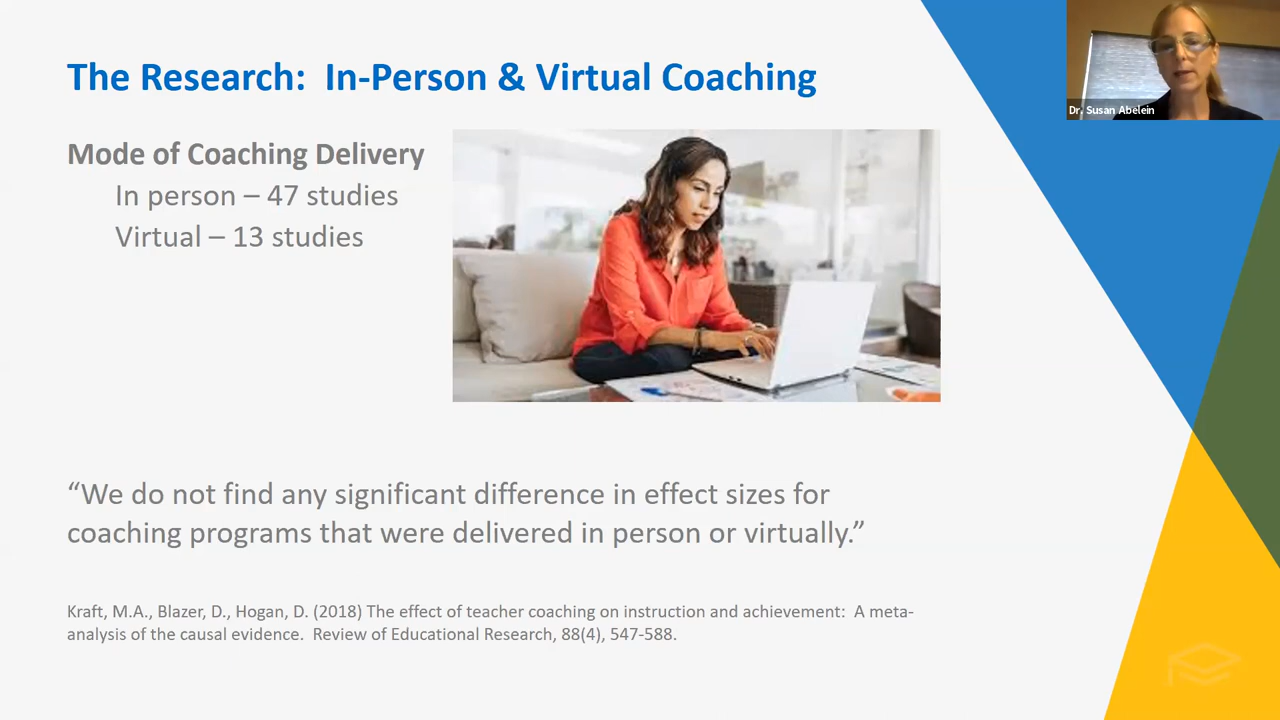 The Research:  In-Person & Virtual Coaching
Mode of Coaching Delivery
In person – 47 studies
Virtual – 13 studies
“We do not find any significant difference in effect sizes for
coaching programs that were delivered in person or virtually.”
Kraft, M.A., Blazer, D., Hogan, D. (2018) The effect of teacher coaching on instruction and achievement:  A meta-
analysis of the causal evidence.  Review of Educational Research, 88(4), 547-588.
Dr. Susan Abelein